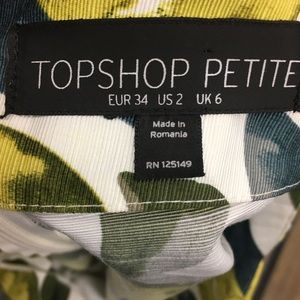 TOPSHOP PETITE
EUR 34 US 2 UK 6
Made in
Romania
RN 125149